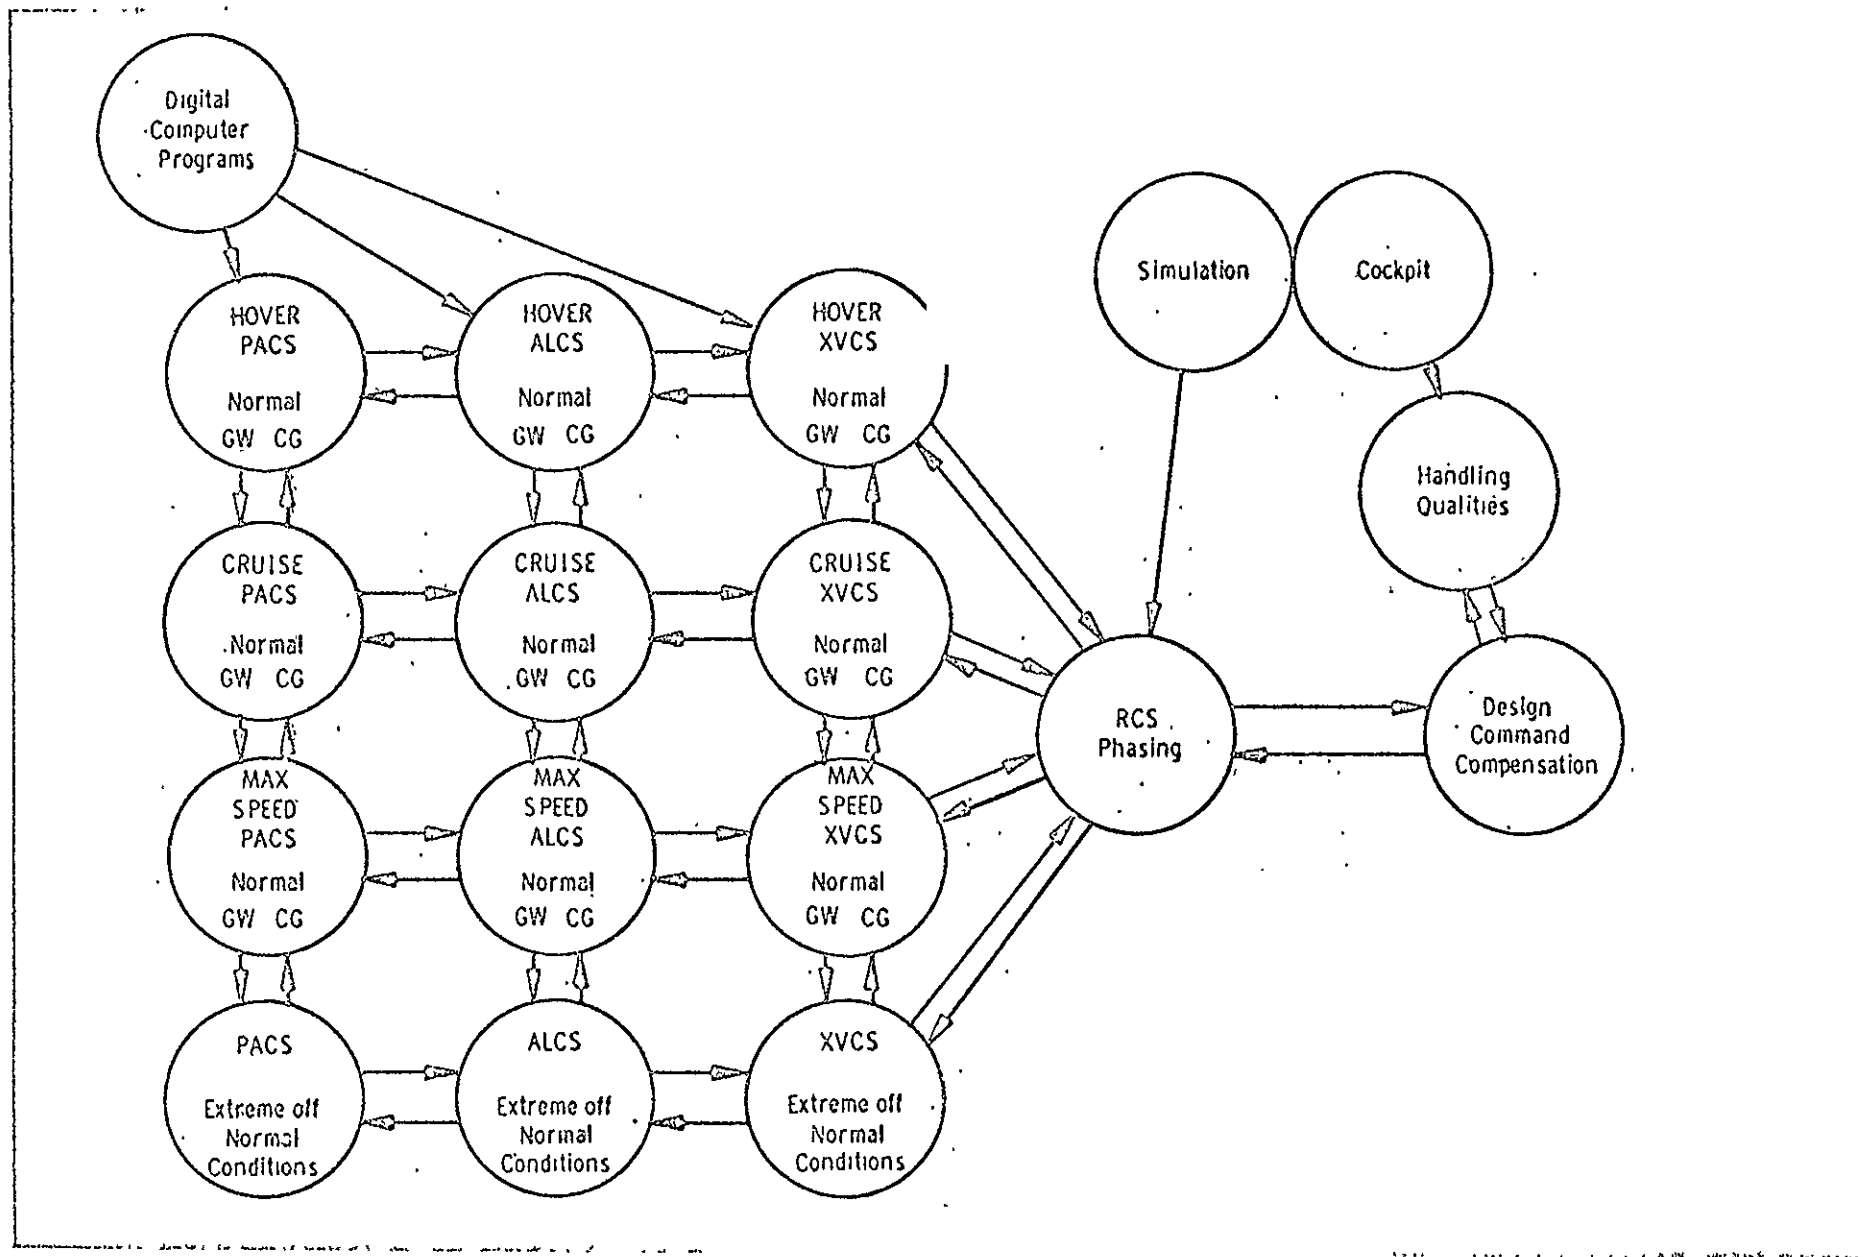 Digital
Computer
Programs
Simulation
Cockpit
HOVER
PACS
Normal
GW CG
HOVER
ALCS
Normal
GW CG
HOVER
XVCS
Normal
GW CG
Handling
Qualities
CRUISE
PACS
Normal
GW CG
CRUISE
ALCS
Normal
GW CG
CRUISE
XVCS
Normal
GW CG
RCS
Phasing
Design
Command
Compensation
MAX
SPEED
PACS
Normal
GW CG
MAX
SPEED
ALCS
Normal
GW CG
MAX
SPEED
XVCS
Normal
GW CG
PACS
Extreme off
Normal
Conditions
ALCS
Extreme off
Normal
Conditions
XVCS
Extreme off
Normal
Conditions